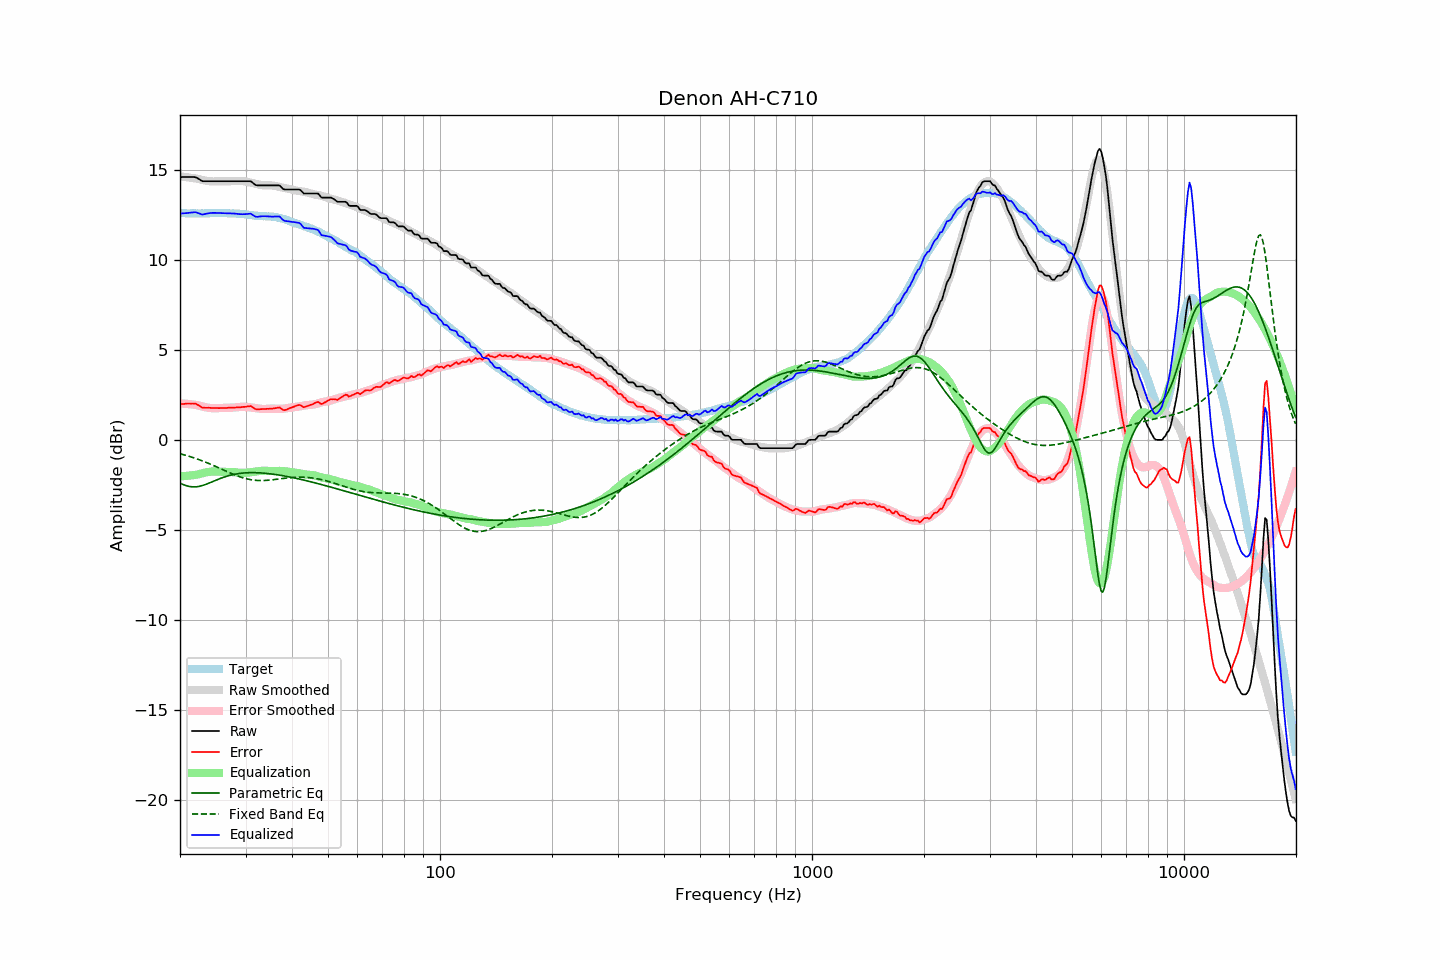 Denon AH-C710
Amplitude (dBr)
15
10
5
0
−5
−10
−15
−20
Target
Raw Smoothed
Error Smoothed
Raw
Error
Equalization
Parametric Eq
Fixed Band Eq
Equalized
100 1000 10000
Frequency (Hz)